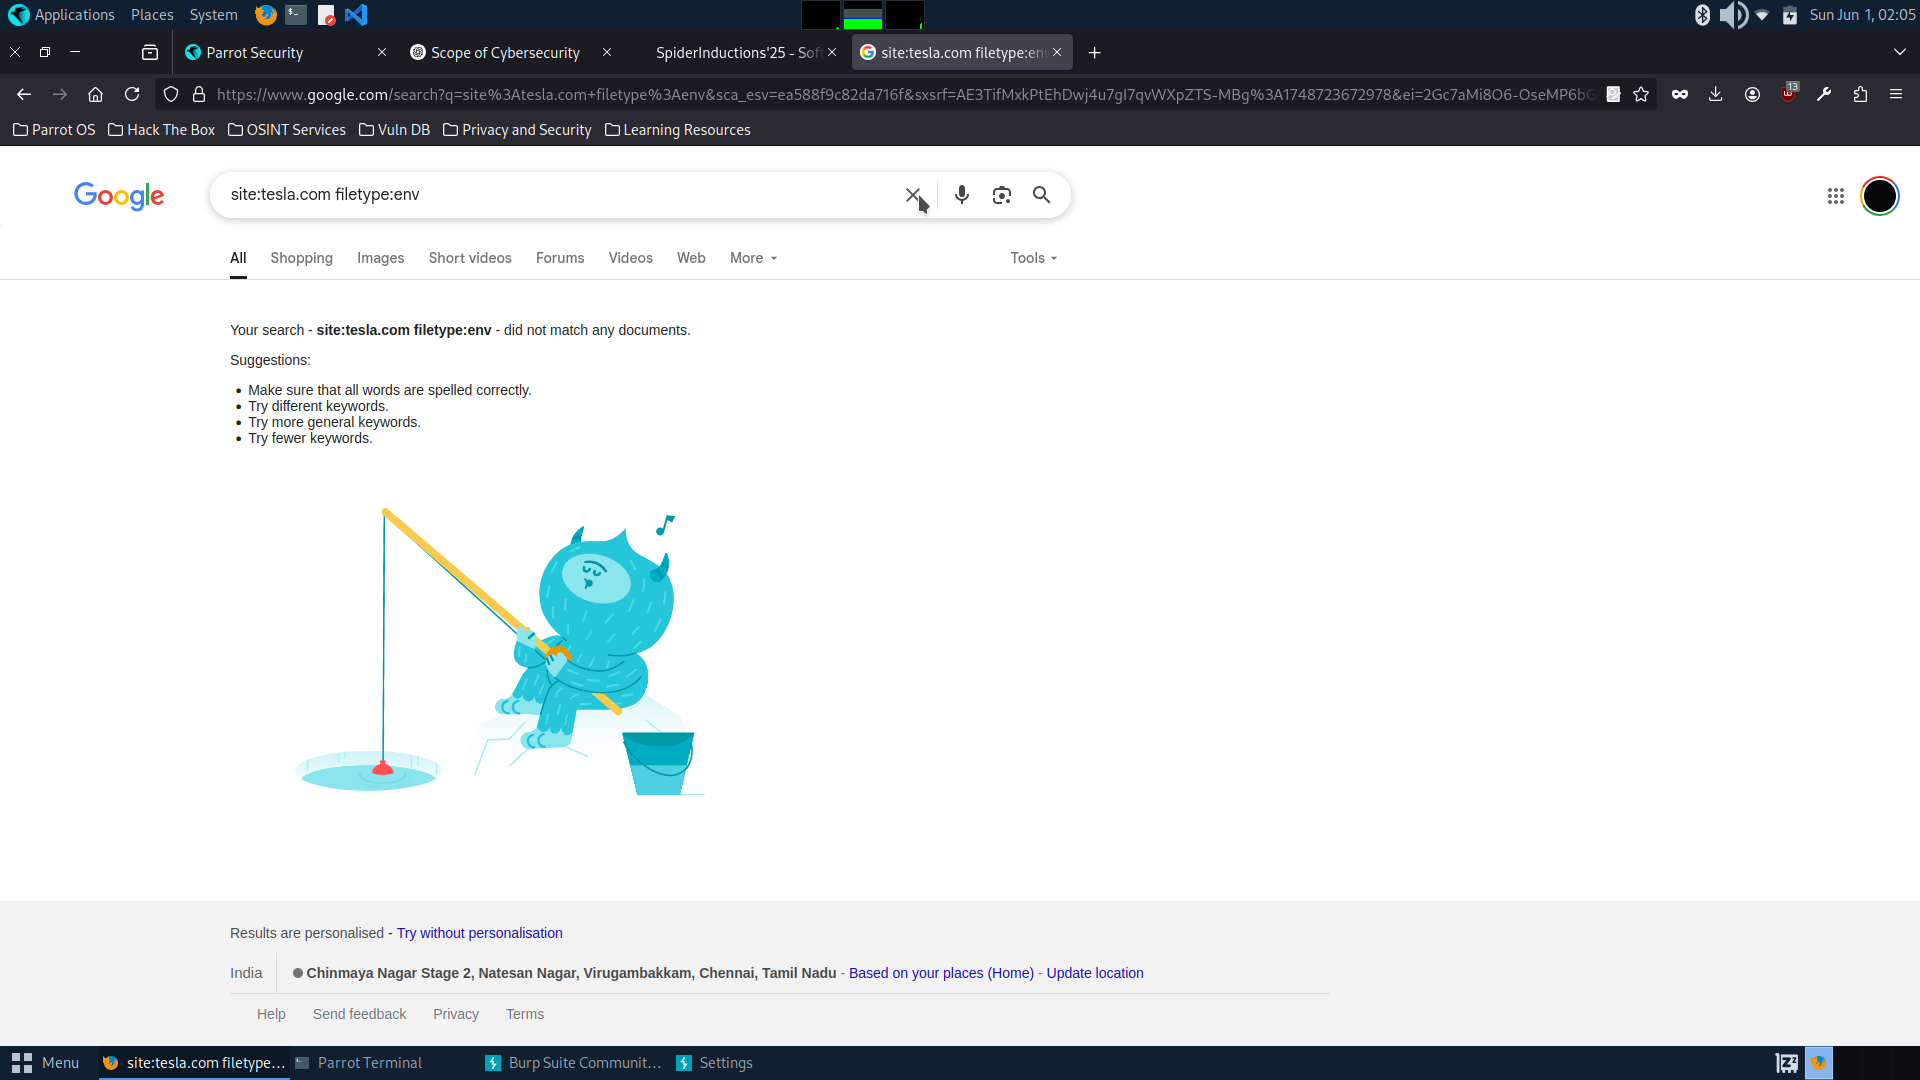 Applications Places System
Sun Jun 1, 02:05
Parrot Security
Scope of Cybersecurity
SpiderInductions'25 - Sof
site:tesla.com filetype:en
https://www.google.com/search?q=site%3Atesla.com+filetype%3Aenv&sca_esv=ea588f9c82da716f&sxsrf=AE3TifMxkPtEhDwj4u7gI7qvWXpZTS-MBg%3A1748723672978&ei=2Gc7aMi8O6-OseMP6bG
13
Parrot OS Hack The Box OSINT Services Vuln DB Privacy and Security Learning Resources
Google
site:tesla.com filetype:env
All Shopping Images Short videos Forums Videos Web More Tools
Your search - site:tesla.com filetype:env - did not match any documents.
Suggestions:
Make sure that all words are spelled correctly.
Try different keywords.
Try more general keywords.
Try fewer keywords.
Results are personalised - Try without personalisation
India Chinmaya Nagar Stage 2, Natesan Nagar, Virugambakkam, Chennai, Tamil Nadu - Based on your places (Home) - Update location
Help Send feedback Privacy Terms
Menu site:tesla.com filetype... Parrot Terminal Burp Suite Communit... Settings